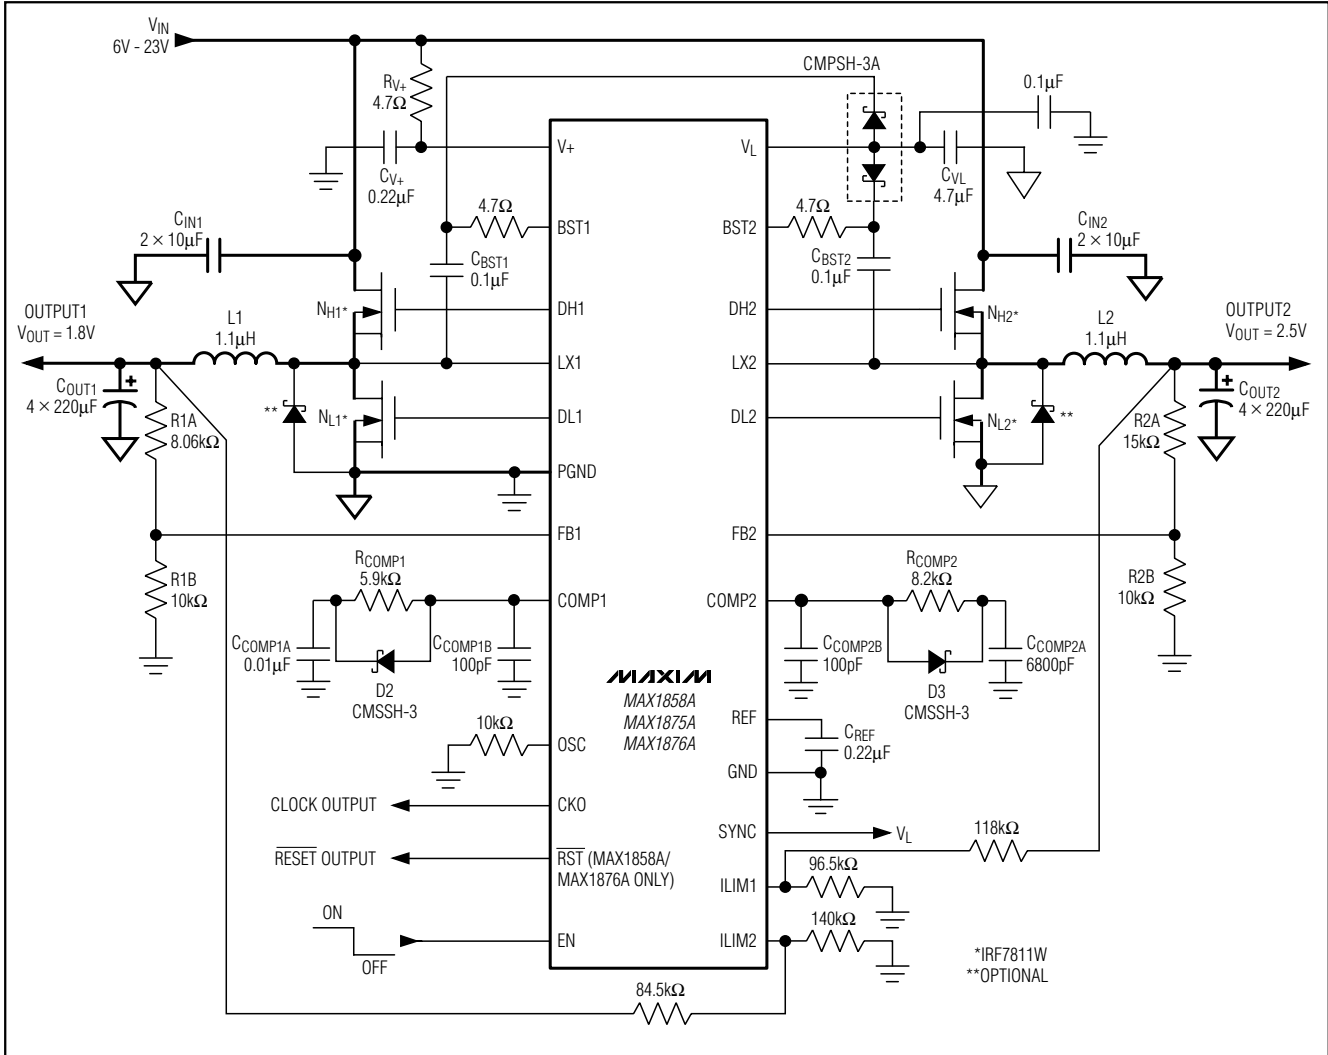 VIN
6V - 23V
RV+
4.7Ω
CV+
0.22µF
CMPSH-3A
0.1µF
V+
VL
CVL
4.7µF
4.7Ω
BST1
BST2
4.7Ω
CIN1
2 × 10µF
CBST1
0.1µF
CBST2
0.1µF
CIN2
2 × 10µF
OUTPUT1
VOUT = 1.8V
L1
1.1µH
NH1*
DH1
DH2
NH2*
L2
1.1µH
OUTPUT2
VOUT = 2.5V
LX1
LX2
COUT1
4 × 220µF
R1A
8.06kΩ
**
NL1*
DL1
DL2
NL2*
**
R2A
15kΩ
COUT2
4 × 220µF
PGND
FB1
FB2
R1B
10kΩ
RCOMP1
5.9kΩ
COMP1
COMP2
RCOMP2
8.2kΩ
R2B
10kΩ
CCOMP1A
0.01µF
CCOMP1B
100pF
D2
CMSSH-3
CCOMP2B
100pF
CCOMP2A
6800pF
D3
CMSSH-3
MAXIM
MAX1858A
MAX1875A
MAX1876A
10kΩ
OSC
REF
CREF
0.22µF
GND
CLOCK OUTPUT
CKO
SYNC
VL
118kΩ
RESET OUTPUT
RST (MAX1858A/
MAX1876A ONLY)
ILIM1
96.5kΩ
ON
OFF
EN
ILIM2
140kΩ
84.5kΩ
*IRF7811W
**OPTIONAL